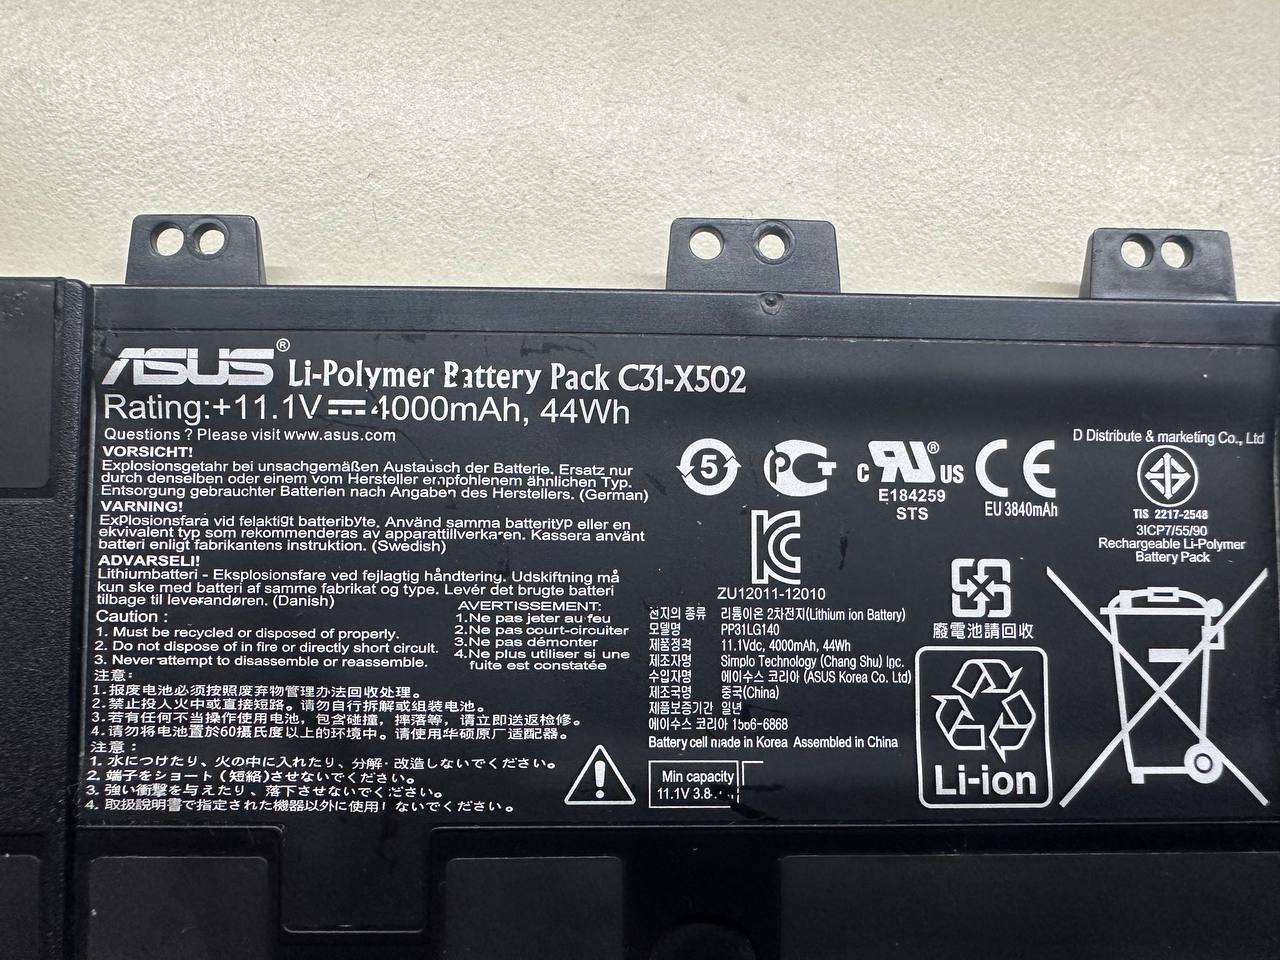 ASUS® Li-Polymer Battery Pack C31-X502
Rating:+11.1V 4000mAh, 44Wh
Questions ? Please visit www.asus.com
VORSICHT!
Explosionsgetahr bei unsachgemäßen Austausch der Batterie. Ersatz nur
durch denselben oder einem vom Hersteller empfohlenem ähnlichen Typ.
Entsorgung gebrauchter Batterien nach Angaben des Herstellers. (German)
VARNING!
Explosionsfara vid felaktigt batteribyte. Använd samma batterityp eller en
ekvivalent typ som rekommenderas av apparattillverkaren. Kassera använt
batteri enligt fabrikantens instruktion. (Swedish)
ADVARSELI!
Lithiumbatteri - Eksplosionsfare ved fejlagtig håndtering. Udskiftning må
kun ske med batteri af samme fabrikat og type. Levér det brugte batteri
tilbage til leverandøren. (Danish)
Caution :
1. Must be recycled or disposed of properly.
2. Do not dispose of in fire or directly short circuit.
3. Never attempt to disassemble or reassemble.
AVERTISSEMENT:
1.Ne pas jeter au feu
2.Ne pas court-circuiter
3.Ne pas démonter
4.Ne pas utiliser si une
fuite est constatée
注意:
1.报废电池必须按照废弃物管理办法回收处理。
2.禁止投入火中或直接短路。请勿自行拆解或组装电池。
3.若有任何不当操作使用电池，包含碰撞，摔落等，请立即送返检修。
4.请勿将电池置於60摄氏度以上的环境中。请使用华硕原厂适配器。
注意：
1. 水につけたり、火の中に入れたり、分解・改造しないでください。
2. 端子をショート（短絡）させないでください。
3. 強い衝撃を与えたり、落下させないでください。
4. 取扱説明書で指定された機器以外に使用しないでください。
5
PCT
c RU® US
E184259
STS
CE
EU 3840mAh
D Distribute & marketing Co., Ltd
TIS 2217-2548
3ICP7/55/90
Rechargeable Li-Polymer
Battery Pack
KC
ZU12011-12010
전지의 종류 리튬이온 2차전지(Lithium ion Battery)
모델명 PP31LG140
제품정격 11.1Vdc, 4000mAh, 44Wh
제조자명 Simplo Technology (Chang Shu) Inc.
수입자명 에이수스 코리아 (ASUS Korea Co. Ltd)
제조국명 중국(China)
제품보증기간 일년
에이수스 코리아 1566-6868
Battery cell made in Korea Assembled in China
Min capacity
11.1V 3.8
廢電池請回收
Li-ion